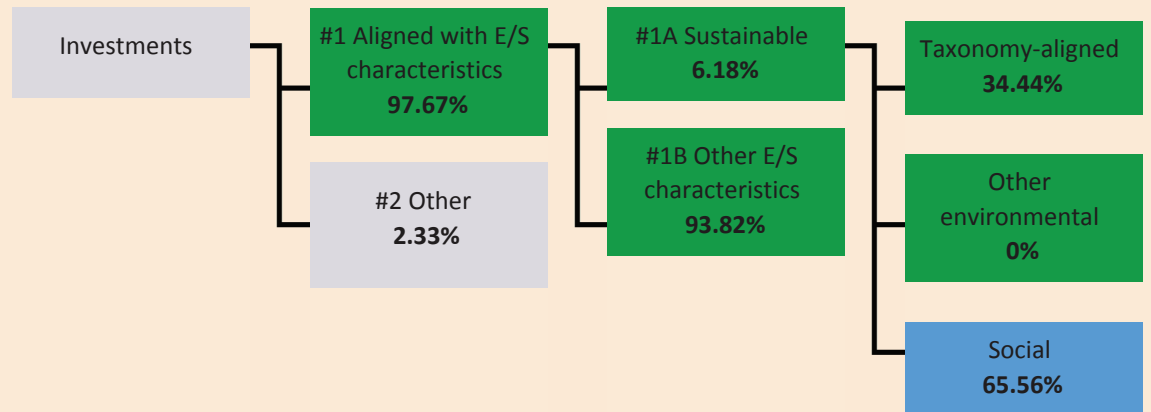 Investments
#1 Aligned with E/S
characteristics
97.67%
#2 Other
2.33%
#1A Sustainable
6.18%
#1B Other E/S
characteristics
93.82%
Taxonomy-aligned
34.44%
Other
environmental
0%
Social
65.56%